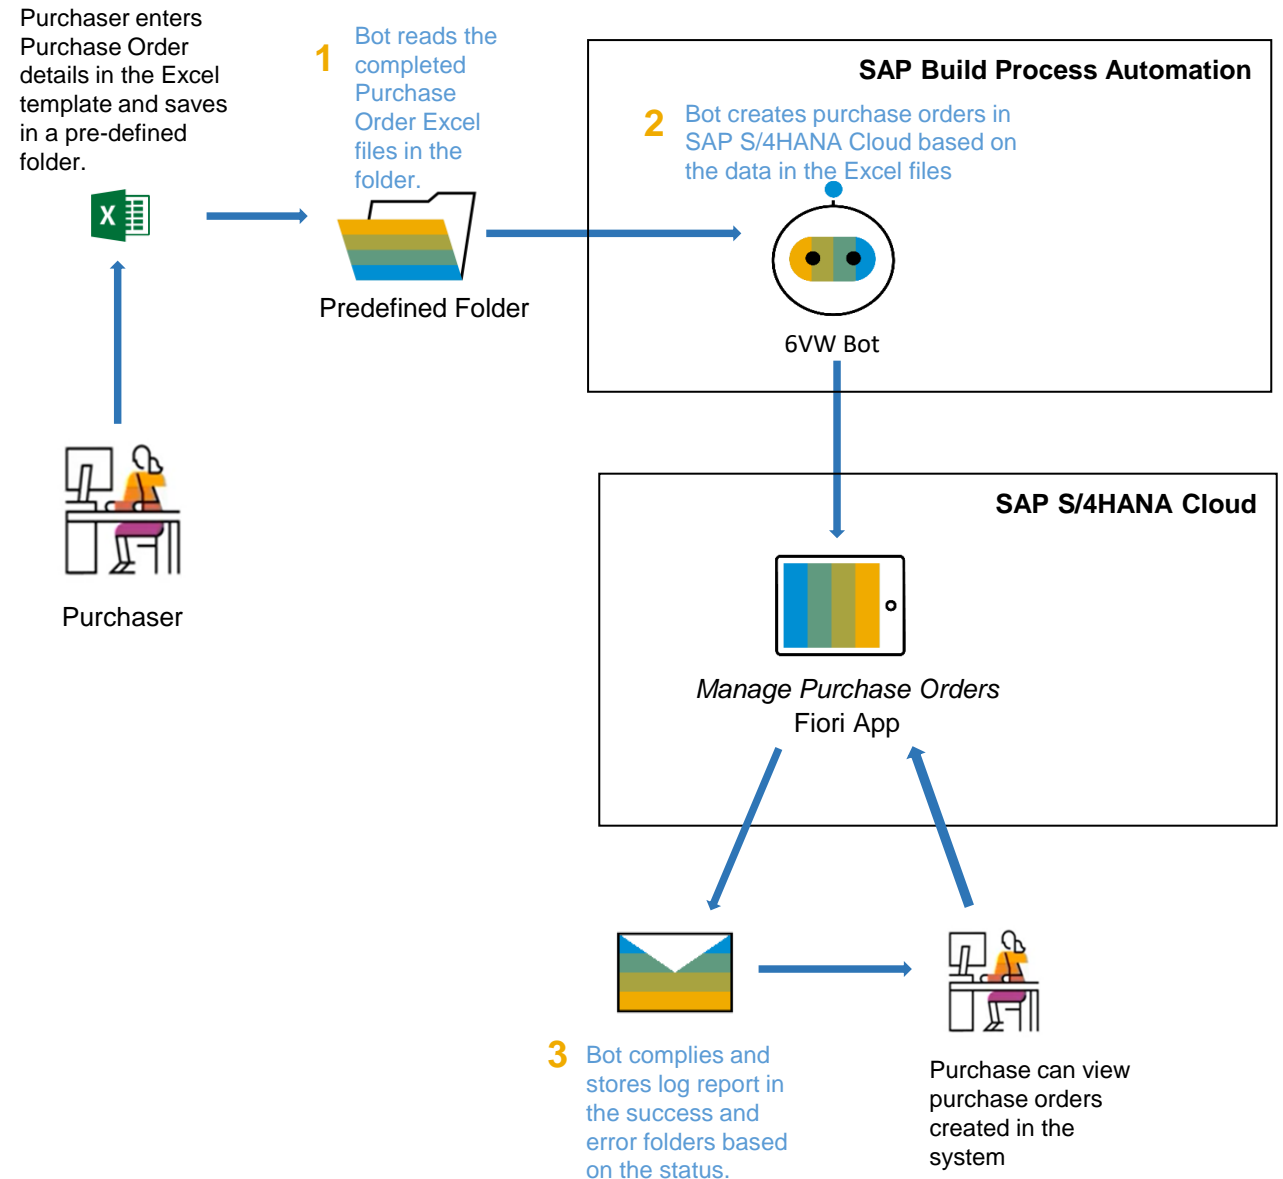 Purchaser enters
Purchase Order
details in the Excel
template and saves
in a pre-defined
folder.
1
Bot reads the
completed
Purchase
Order Excel
files in the
folder.
X
Predefined Folder
SAP Build Process Automation
2
Bot creates purchase orders in
SAP S/4HANA Cloud based on
the data in the Excel files
6VW Bot
Purchaser
SAP S/4HANA Cloud
Manage Purchase Orders
Fiori App
3
Bot complies and
stores log report in
the success and
error folders based
on the status.
Purchase can view
purchase orders
created in the
system